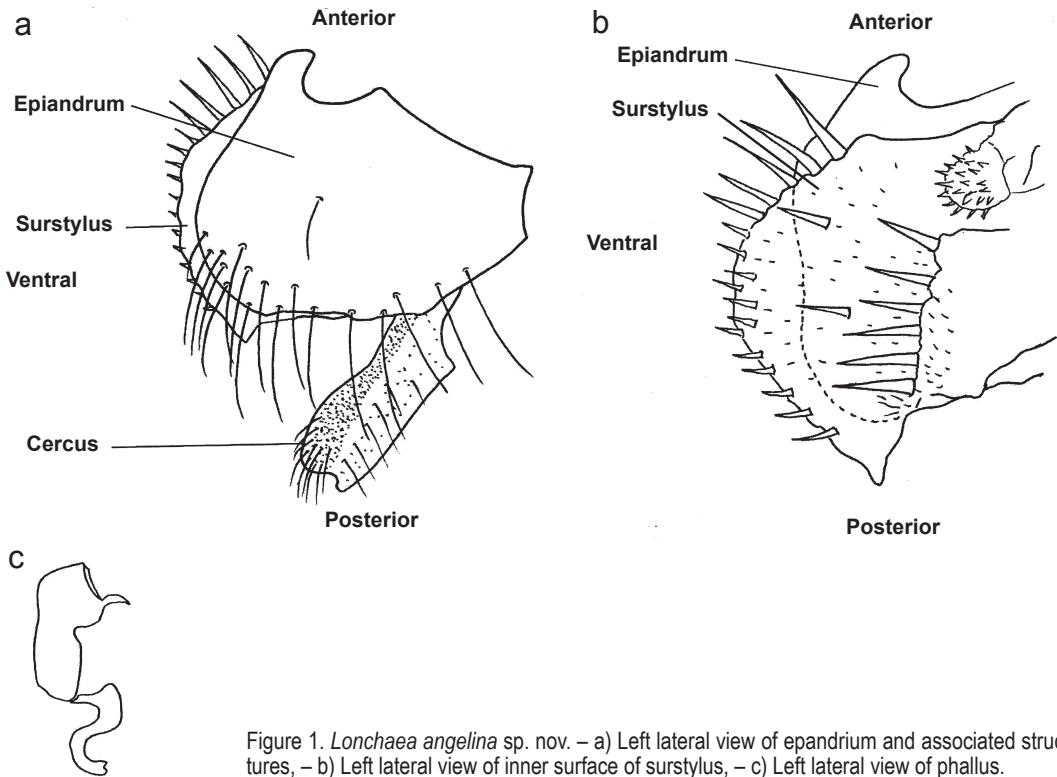 a
Anterior
Epiandrum
Surstylus
Ventral
Cercus
Posterior
b
Anterior
Epiandrum
Surstylus
Ventral
Posterior
c
Figure 1. Lonchaea angelina sp. nov. – a) Left lateral view of epandrium and associated struc-
tures, – b) Left lateral view of inner surface of surstylus, – c) Left lateral view of phallus.